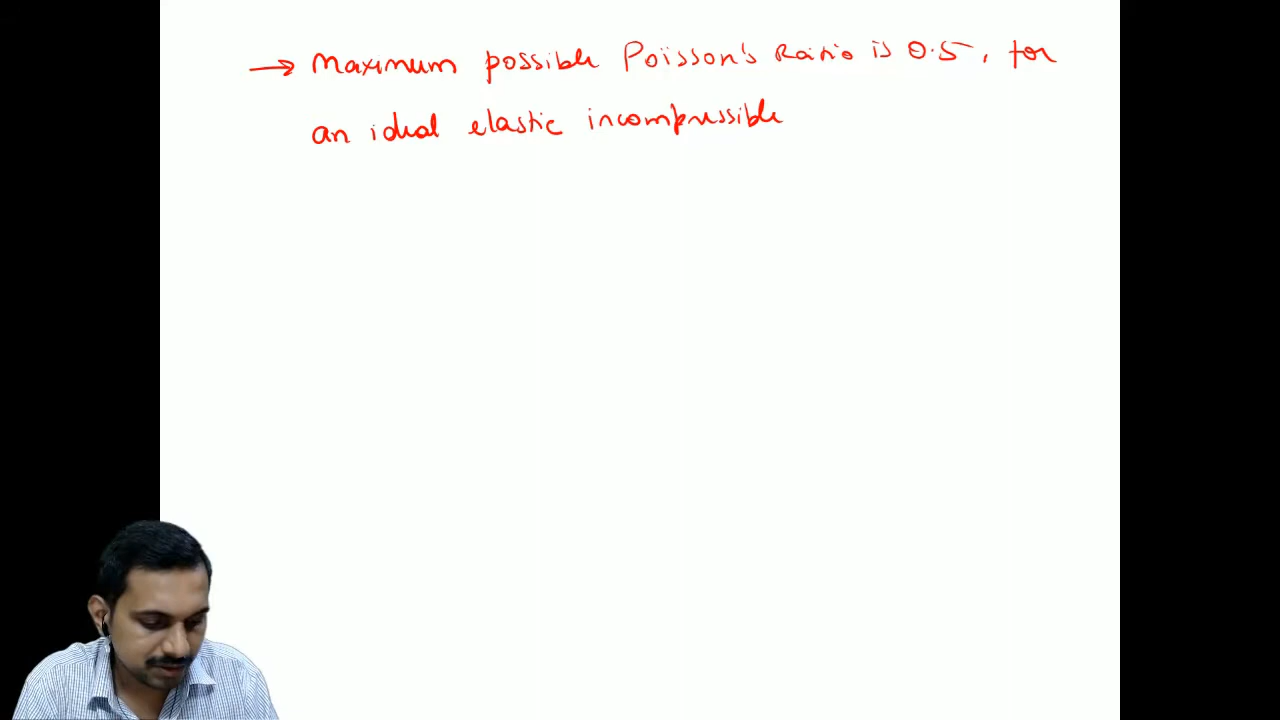 → Maximum possible Poisson's Ratio is 0.5, for
an ideal elastic incompressible